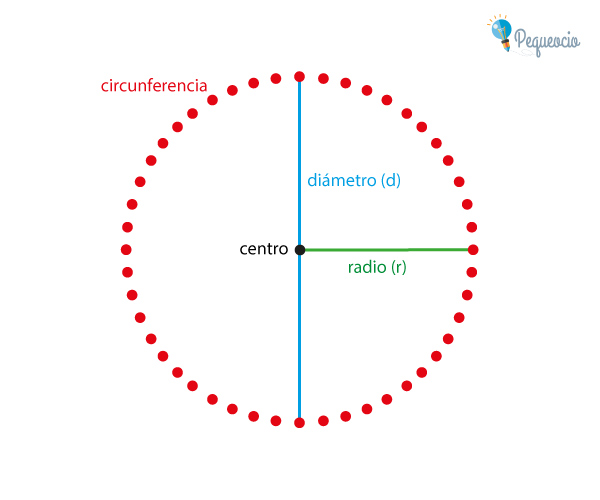 Pequeocio
circunferencia
diámetro (d)
centro
radio (r)